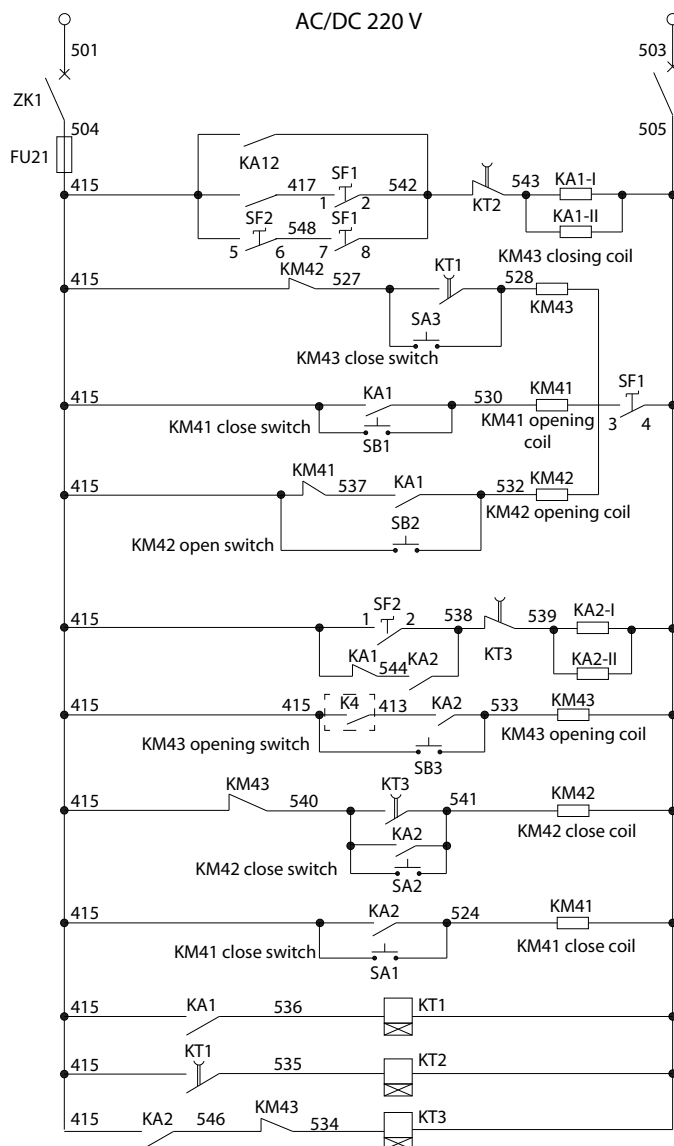 AC/DC 220 V
501 503
ZK1
504 505
FU21
KA12
415 417 SF1 542 543 KA1-I
1 2 KT2
SF2 548 SF1 KA1-II
5 6 7 8
KM43 closing coil
415 KM42 527 KT1 528 KM43
SA3
KM43 close switch
415 KA1 530 KM41 SF1
KM41 close switch KM41 opening 3 4
SB1 coil
415 KM41 537 KA1 532 KM42
SB2 KM42 opening coil
KM42 open switch
415 1 SF2 2 538 539 KA2-I
KA1 544 KA2 KT3 KA2-II
415 415 K4 413 KA2 533 KM43
KM43 opening switch KM43 opening coil
SB3
415 KM43 540 KT3 541 KM42
KA2 KM42 close coil
KM42 close switch
SA2
415 KA2 524 KM41
KM41 close switch KM41 close coil
SA1
415 KA1 536 KT1
415 KT1 535 KT2
415 KA2 546 KM43 534 KT3